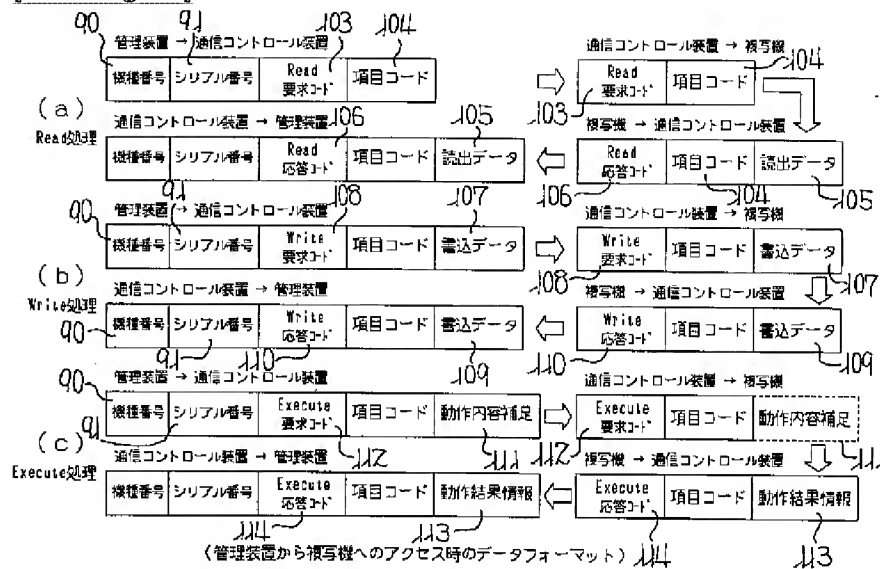 90 91 103 104
管理装置 → 通信コントロール装置 通信コントロール装置 → 複写機 104
機種番号 シリアル番号 Read 要求コード 項目コード Read 要求コード 項目コード
(a) 103
Read処理 通信コントロール装置 → 管理装置 106 105 複写機 → 通信コントロール装置
機種番号 シリアル番号 Read 応答コード 項目コード 読出データ Read 応答コード 項目コード 読出データ
91 108 107 106 104 105
90 管理装置 → 通信コントロール装置 通信コントロール装置 → 複写機
機種番号 シリアル番号 Write 要求コード 項目コード 書込データ Write 要求コード 項目コード 書込データ
(b) 108 107
Write処理 通信コントロール装置 → 管理装置 複写機 → 通信コントロール装置
90 機種番号 シリアル番号 Write 応答コード 項目コード 書込データ Write 応答コード 項目コード 書込データ
91 110 109 110 109
90 管理装置 → 通信コントロール装置 通信コントロール装置 → 複写機
機種番号 シリアル番号 Execute 要求コード 項目コード 動作内容補足 Execute 要求コード 項目コード 動作内容補足
91 (c) 112 111 112
Execute処理 通信コントロール装置 → 管理装置 複写機 → 通信コントロール装置
機種番号 シリアル番号 Execute 応答コード 項目コード 動作結果情報 Execute 応答コード 項目コード 動作結果情報
114 113 114 113
(管理装置から複写機へのアクセス時のデータフォーマット)